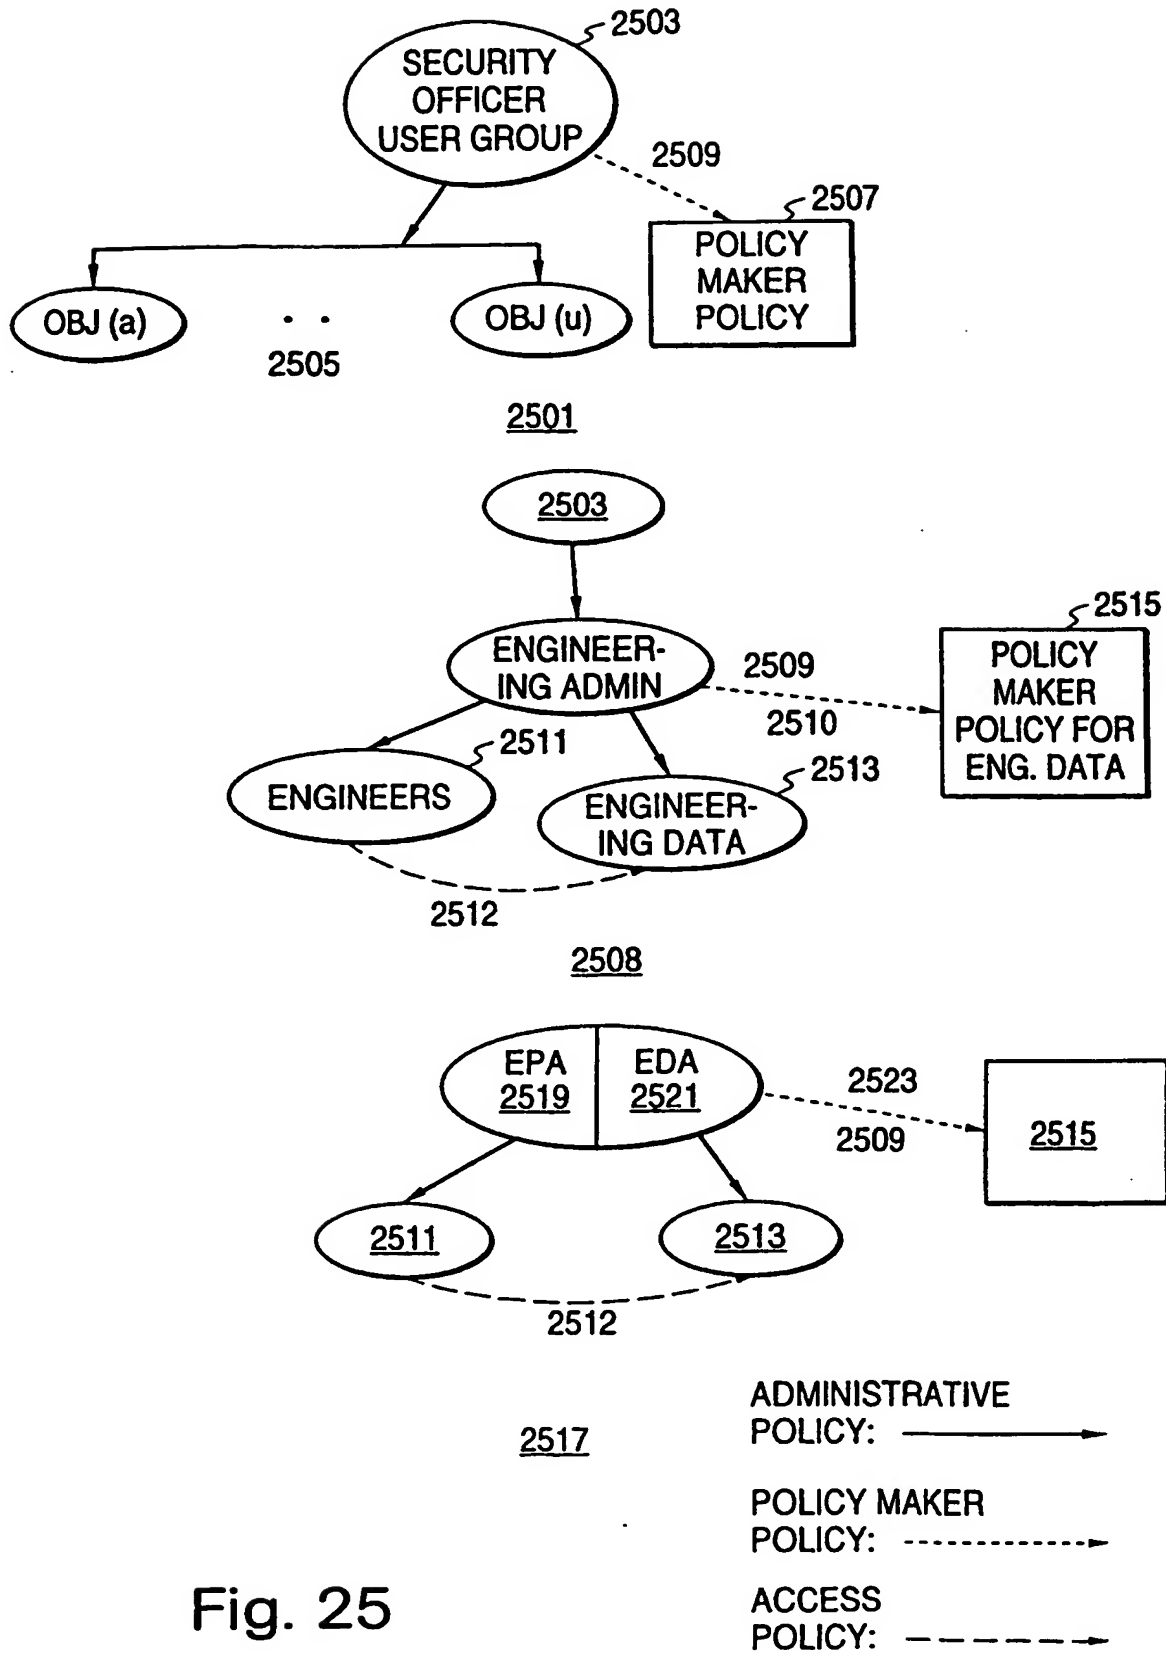 2503
SECURITY
OFFICER
USER GROUP
2509
2507
POLICY
MAKER
POLICY
OBJ (a)
. .
OBJ (u)
2505
2501
2503
2515
ENGINEER-
ING ADMIN
2509
2510
POLICY
MAKER
POLICY FOR
ENG. DATA
2511
2513
ENGINEERS
ENGINEER-
ING DATA
2512
2508
EPA
2519
EDA
2521
2523
2509
2515
2511
2513
2512
2517
ADMINISTRATIVE
POLICY:
POLICY MAKER
POLICY:
ACCESS
POLICY:
Fig. 25